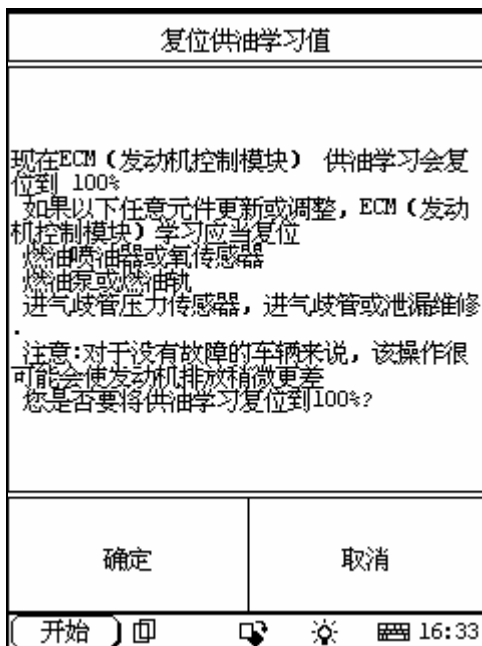 复位供油学习值
现在ECM（发动机控制模块） 供油学习会复
位到 100%
如果以下任意元件更新或调整，ECM（发动
机控制模块）学习应当复位
燃油喷油器或氧传感器
燃油泵或燃油轨
进气歧管压力传感器，进气歧管或泄漏维修
.
注意:对于没有故障的车辆来说，该操作很
可能会使发动机排放稍微更差
您是否要将供油学习复位到100%?
确定 取消
开始 16:33